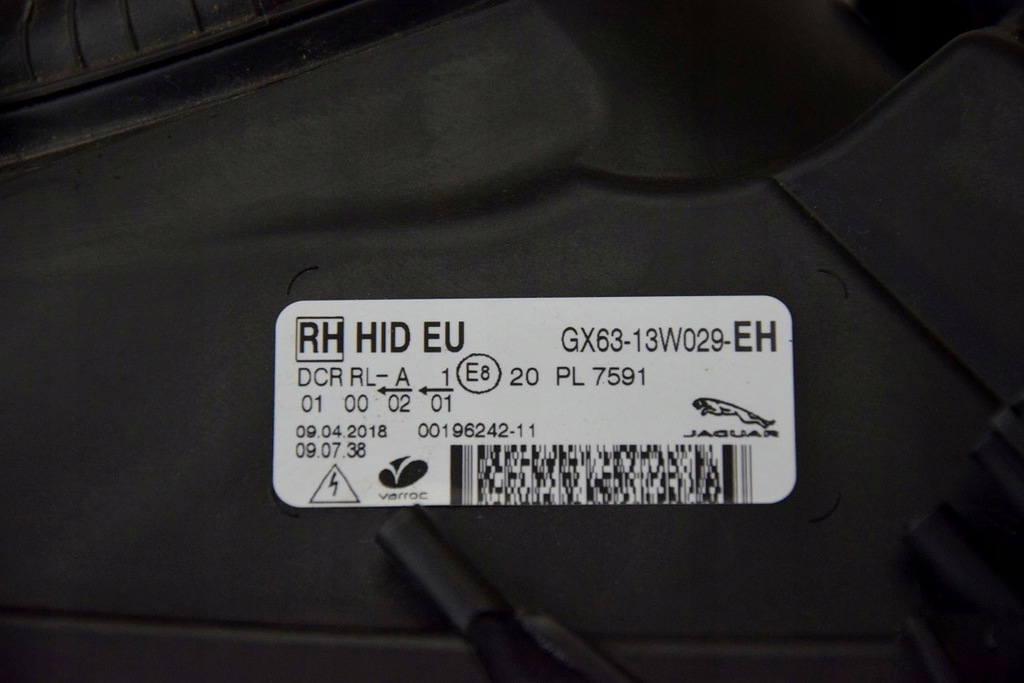 RH HID EU GX63-13W029-EH
DCR RL- A 1 E8 20 PL 7591
01 00 02 01
09.04.2018 00196242-11
09.07.38
JAGUAR
varroc